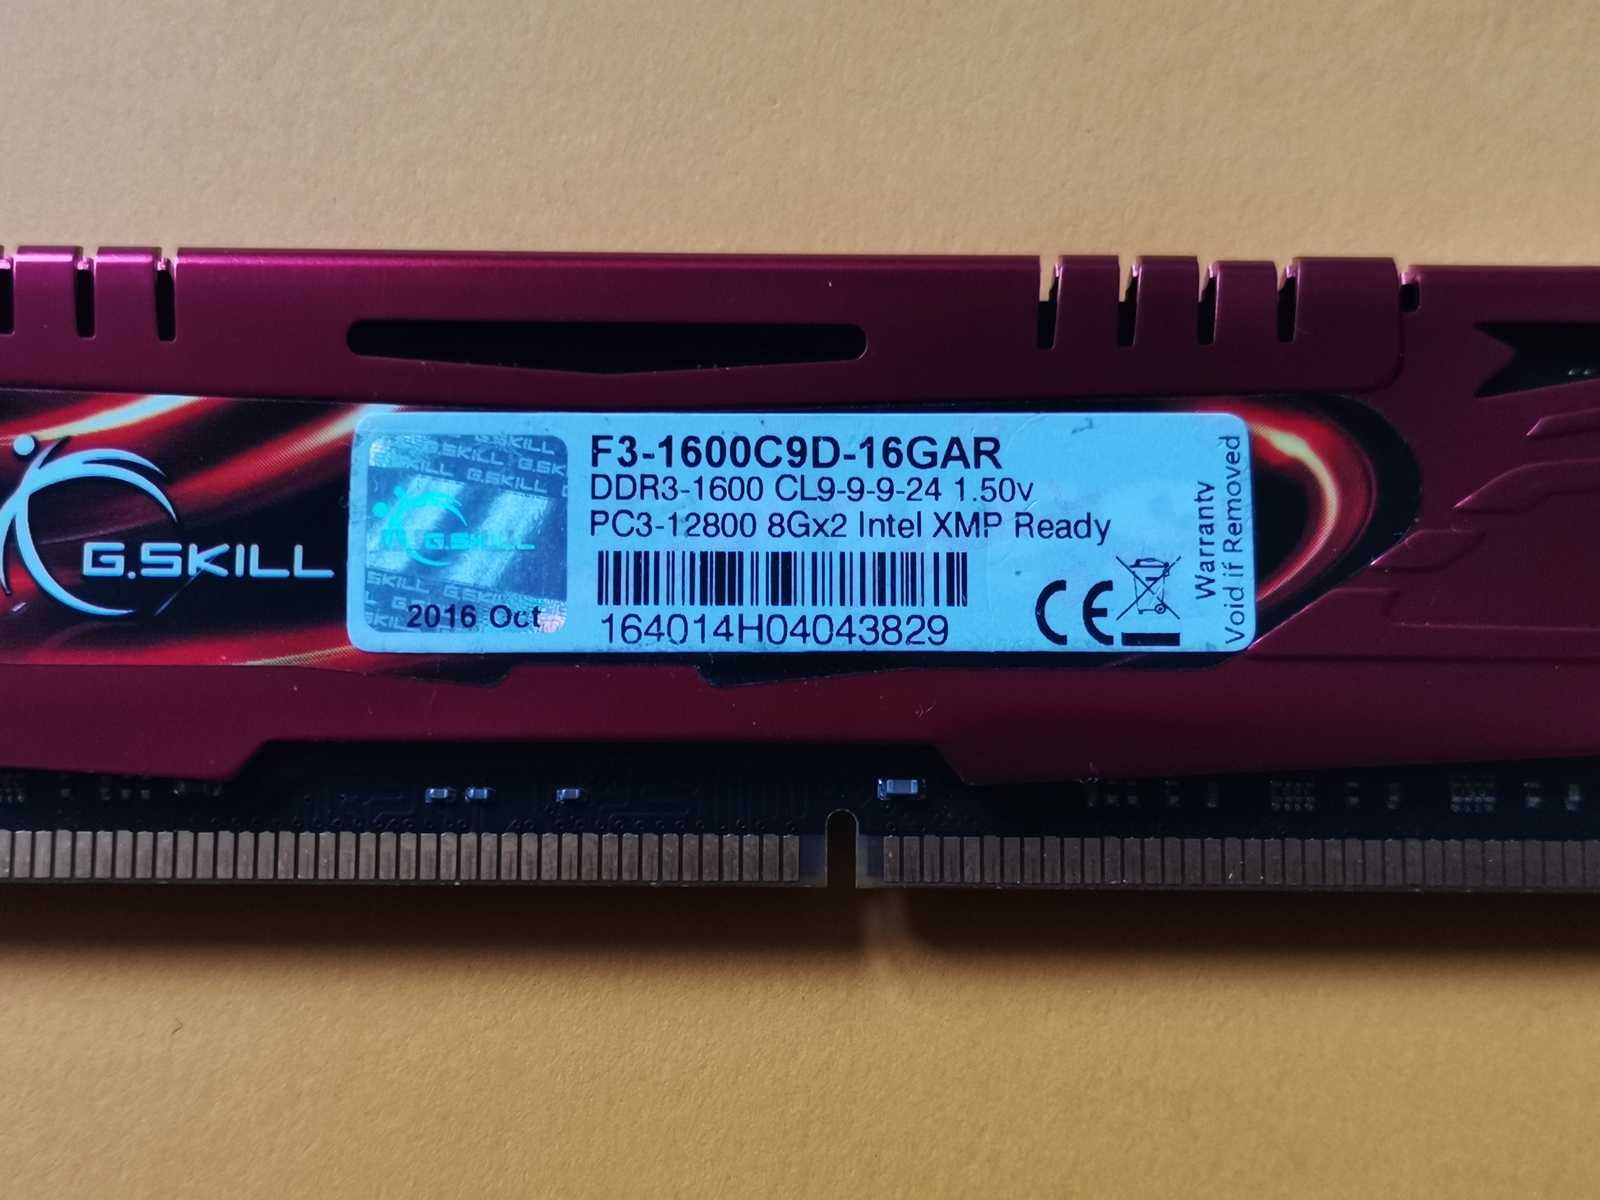 G.SKILL
G.SKILL
2016 Oct
F3-1600C9D-16GAR
DDR3-1600 CL9-9-9-24 1.50v
PC3-12800 8Gx2 Intel XMP Ready
164014H04043829
CE
Warranty
Void if Removed